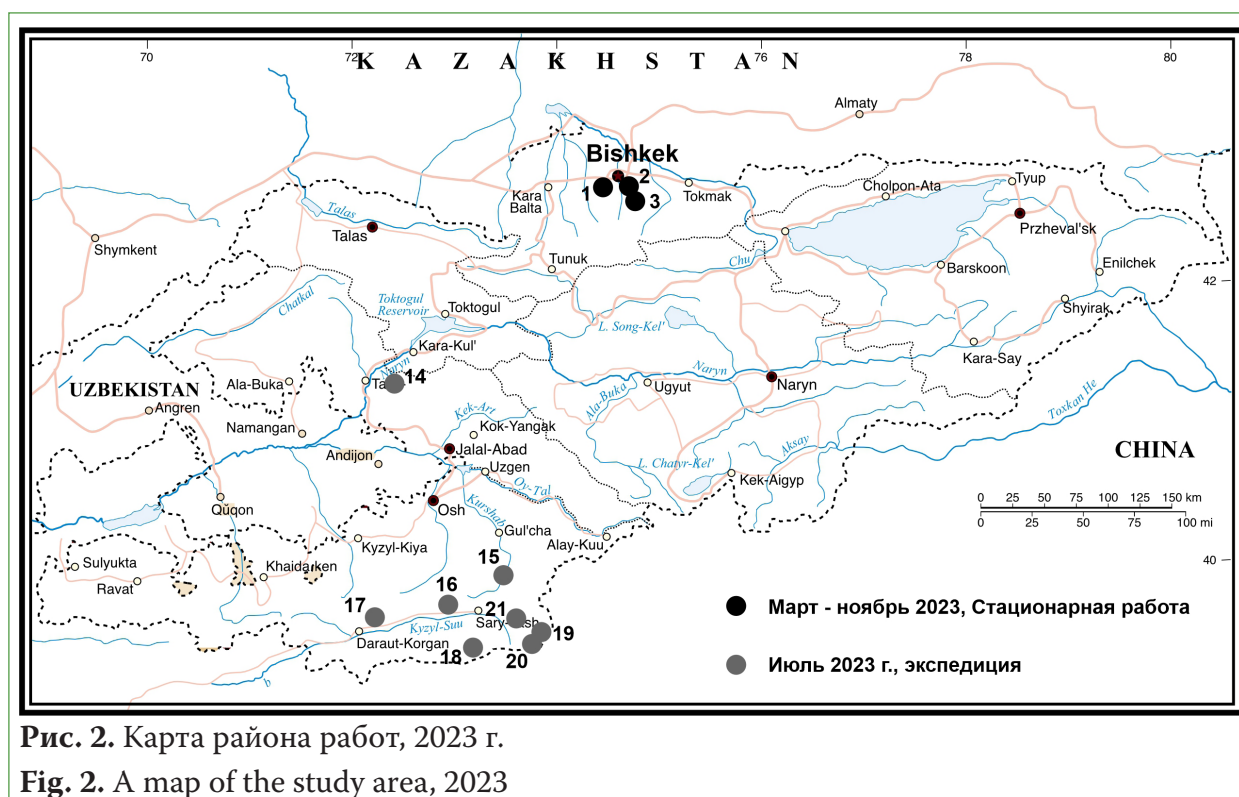 70 72 76 78 80
K A Z A K H S T A N
Almaty
Bishkek
1 2
3
Kara
Balta
Tokmak
Cholpon-Ata
Tyup
Talas
Talas
Przheval'sk
Shymkent
Chu
Tunuk
Barskoon
Enilchek
42
Chatkal
Toktogul
Reservoir
Toktogul
L. Song-Kel'
Shyirak
Kara-Kul'
Kara-Say
Naryn
14
UZBEKISTAN
Ala-Buka
Naryn
Ugyut
Naryn
Angren
Ala-Buka
Toxkan He
Namangan
Kek-Art
Kok-Yangak
Aksay
CHINA
Andijon
Jalal-Abad
Uzgen
L. Chatyr-Kel'
Kek-Aigyp
Oy-Tal
Qŭqon
Osh
Kurshab
0 25 50 75 100 125 150 km
0 25 50 75 100 mi
Gul'cha
Kyzyl-Kiya
Alay-Kuu
40
Sulyukta
Khaidarken
Ravat
15
16
17
21
Kyzyl-Suu
19
Daraut-Korgan
18
20
Март - ноябрь 2023, Стационарная работа
Июль 2023 г., экспедиция
Рис. 2. Карта района работ, 2023 г.
Fig. 2. A map of the study area, 2023